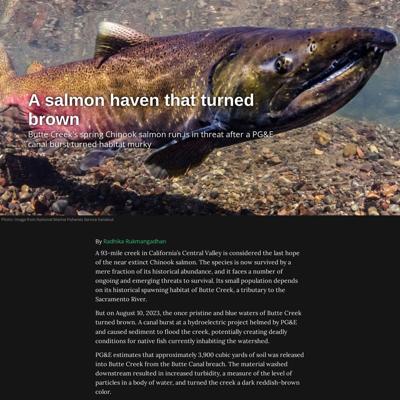 A salmon haven that turned
brown
Butte Creek's spring Chinook salmon run is in threat after a PG&E
canal burst turned habitat murky
Photo: Image from National Marine Fisheries Service handout
By Radhika Rukmangadhan
A 93-mile creek in California's Central Valley is considered the last hope
of the near extinct Chinook salmon. The species is now survived by a
mere fraction of its historical abundance, and it faces a number of
ongoing and emerging threats to survival. Its small population depends
on its historical spawning habitat of Butte Creek, a tributary to the
Sacramento River.
But on August 10, 2023, the once pristine and blue waters of Butte Creek
turned brown. A canal burst at a hydroelectric project helmed by PG&E
and caused sediment to flood the creek, potentially creating deadly
conditions for native fish currently inhabiting the watershed.
PG&E estimates that approximately 3,900 cubic yards of soil was released
into Butte Creek from the Butte Canal breach. The material washed
downstream resulted in increased turbidity, a measure of the level of
particles in a body of water, and turned the creek a dark reddish-brown
color.